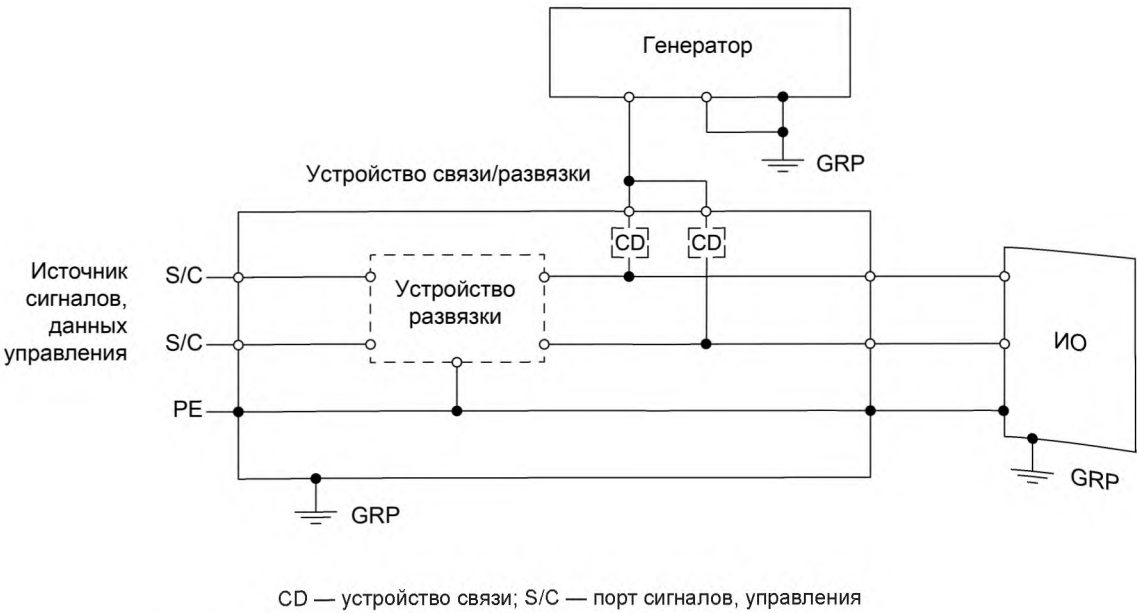 Генератор
GRP
Устройство связи/развязки
CD
CD
Источник
сигналов,
данных
управления
S/C
S/C
PE
Устройство
развязки
ИО
GRP
GRP
CD — устройство связи; S/C — порт сигналов, управления